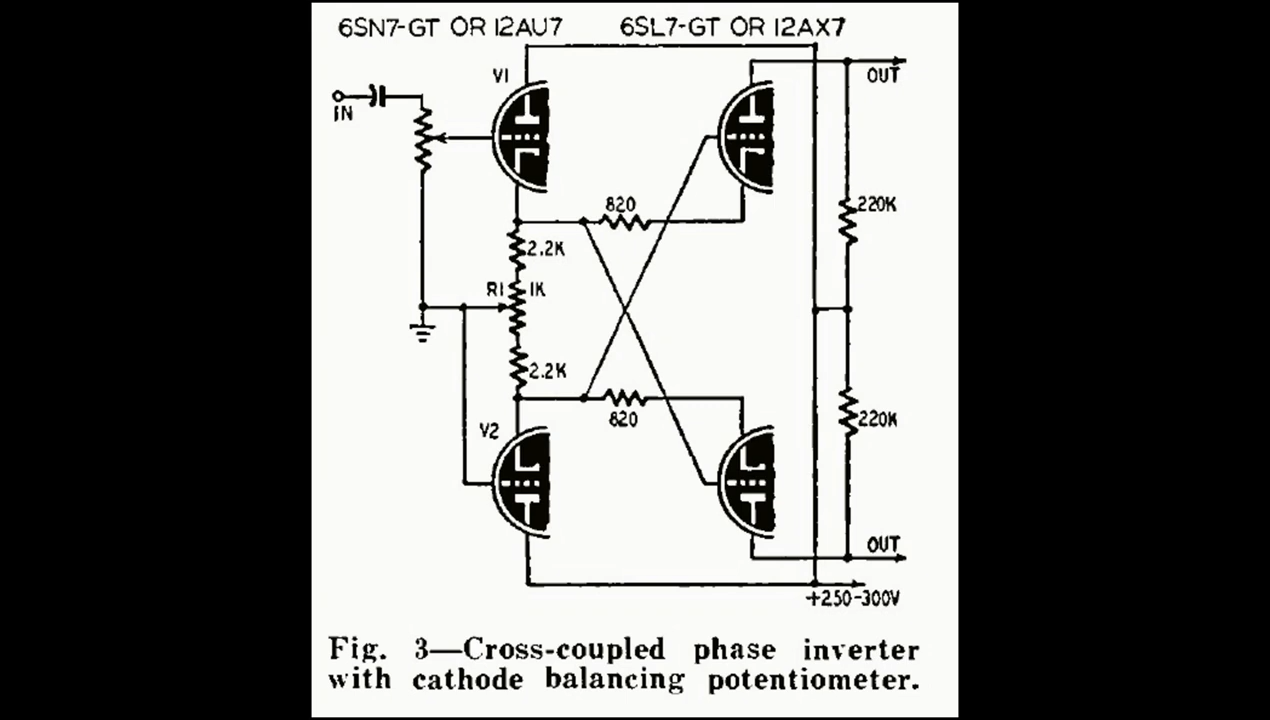 6SN7-GT OR 12AU7
6SL7-GT OR 12AX7
V1
OUT
IN
820
220K
2.2K
R1 1K
2.2K
820
220K
V2
OUT
+250-300V
Fig. 3—Cross-coupled phase inverter
with cathode balancing potentiometer.